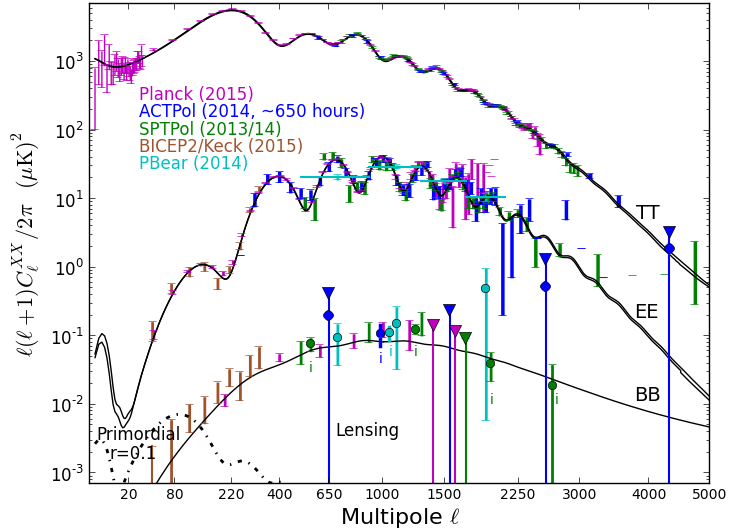 10³
10²
10¹
10⁰
10⁻¹
10⁻²
10⁻³
ℓ(ℓ+1)C_ℓ^{XX}/2π (μK)²
Planck (2015)
ACTPol (2014, ~650 hours)
SPTPol (2013/14)
BICEP2/Keck (2015)
PBear (2014)
TT
EE
BB
i i i i
i i
Primordial
r=0.1
Lensing
20 80 220 400 650 1000 1500 2250 3000 4000 5000
Multipole ℓ